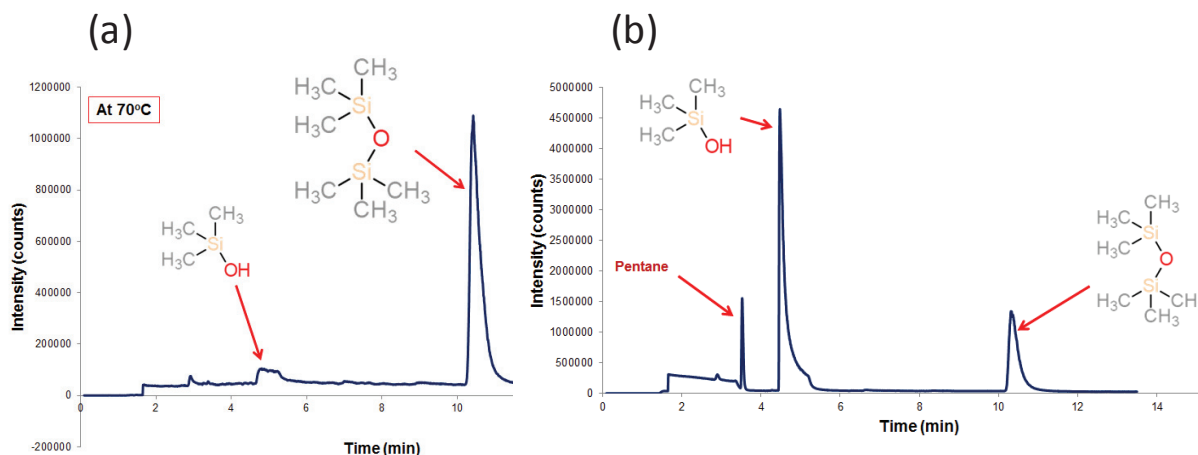 (a)
At 70°C
Intensity (counts)
1200000
1000000
800000
600000
400000
200000
0
-200000
0
2
4
6
8
10
Time (min)
H₃C
CH₃
H₃C
Si
OH
H₃C
CH₃
H₃C
Si
O
Si
H₃C
CH₃
CH₃
(b)
Intensity (counts)
5000000
4500000
4000000
3500000
3000000
2500000
2000000
1500000
1000000
500000
0
0
2
4
6
8
10
12
14
Time (min)
CH₃
H₃C
Si
H₃C
OH
Pentane
H₃C
CH₃
H₃C
Si
O
Si
H₃C
CH
CH₃